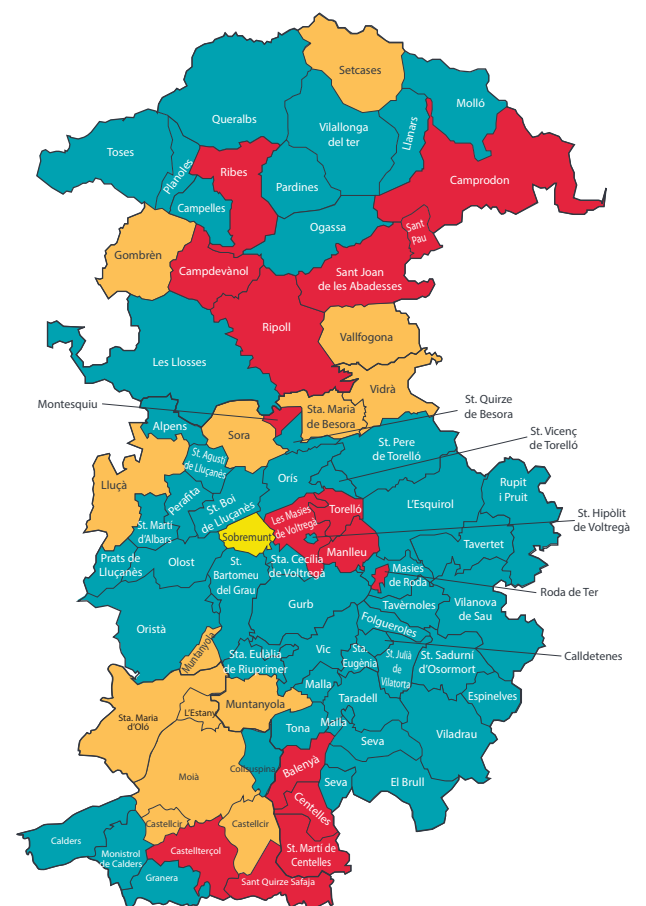 Setcases
Molló
Queralbs
Vilallonga
del ter
Llanars
Toses
Planoles
Ribes
Pardines
Camprodon
Campelles
Ogassa
Sant
Pau
Gombrèn
Campdevànol
Sant Joan
de les Abadesses
Ripoll
Vallfogona
Les Llosses
Vidrà
Montesquiu
St. Quirze
de Besora
Sta. Maria
de Besora
Alpens
Sora
St. Vicenç
de Torelló
St. Pere
de Torelló
St. Agustí
de Lluçanès
Lluçà
Orís
Rupit
i Pruit
Perafita
St. Boi
de Lluçanès
L'Esquirol
Les Masies
de Voltregà
Torelló
St. Hipòlit
de Voltregà
St. Martí
d'Albars
Sobremunt
Manlleu
Tavertet
Prats de
Lluçanès
Olost
St.
Bartomeu
del Grau
Sta. Cecília
de Voltregà
Masies
de Roda
Roda de Ter
Gurb
Tavèrnoles
Vilanova
de Sau
Oristà
Folgueroles
Muntanyola
Sta. Eulàlia
de Riuprimer
Vic
Sta.
Eugènia
St. Julià
de
Vilatorta
St. Sadurní
d'Osormort
Calldetenes
Malla
Taradell
Espinelves
Muntanyola
L'Estany
Sta. Maria
d'Oló
Tona
Malla
Seva
Viladrau
Moià
Collsuspina
Balenyà
Seva
El Brull
Centelles
Castellcir
Castellcir
Calders
Monistrol
de Calders
Castellterçol
St. Martí de
Centelles
Granera
Sant Quirze Safaja